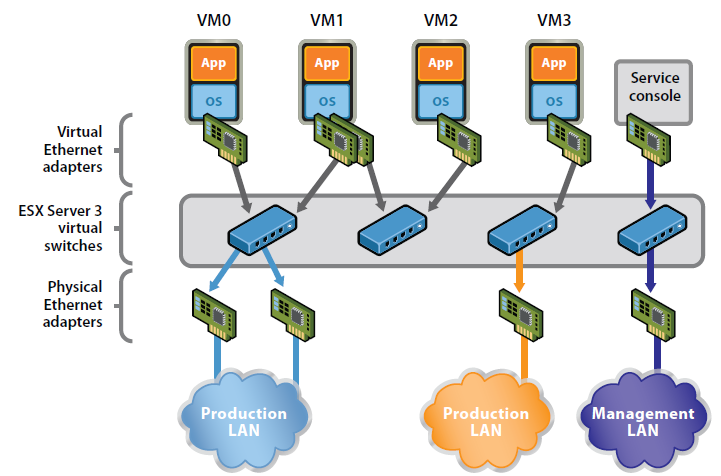 VM0
VM1
VM2
VM3
App
App
App
App
OS
OS
OS
OS
Service
console
Virtual
Ethernet
adapters
ESX Server 3
virtual
switches
Physical
Ethernet
adapters
Production
LAN
Production
LAN
Management
LAN